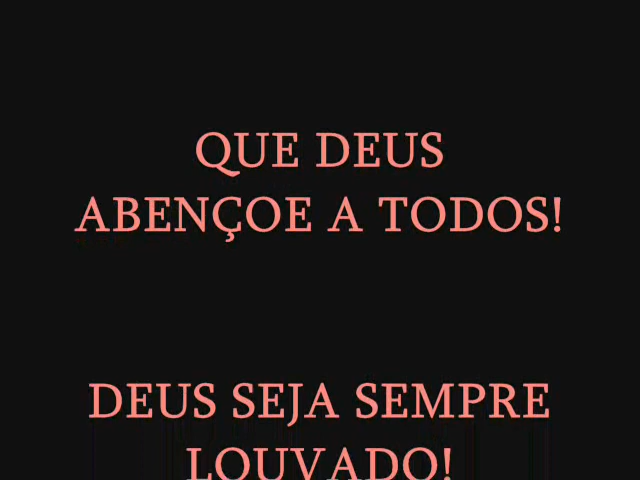 QUE DEUS
ABENÇOE A TODOS!
DEUS SEJA SEMPRE
LOUVADO!